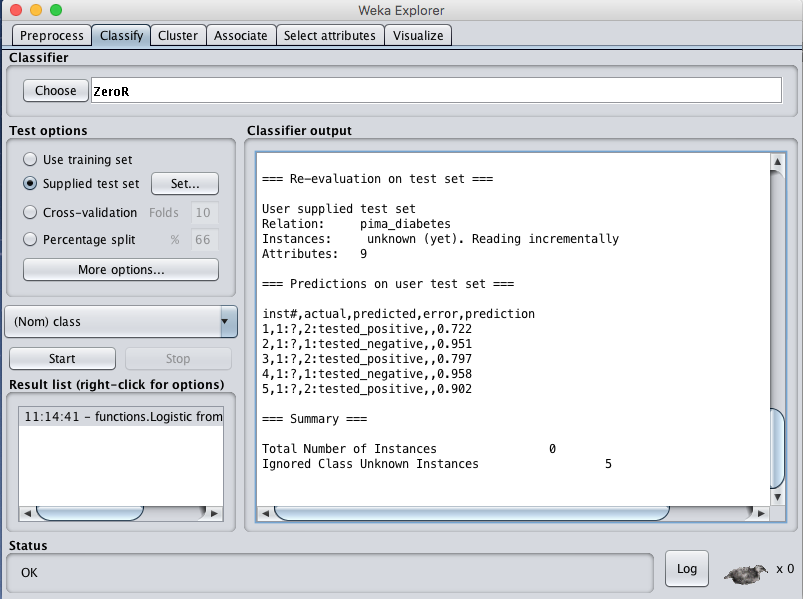 Weka Explorer
Preprocess Classify Cluster Associate Select attributes Visualize
Classifier
Choose ZeroR
Test options
Use training set
Supplied test set Set...
Cross-validation Folds 10
Percentage split % 66
More options...
(Nom) class
Start Stop
Result list (right-click for options)
11:14:41 - functions.Logistic from
Classifier output
=== Re-evaluation on test set ===
User supplied test set
Relation:     pima_diabetes
Instances:     unknown (yet). Reading incrementally
Attributes:   9
=== Predictions on user test set ===
inst#,actual,predicted,error,prediction
1,1:?,2:tested_positive,,0.722
2,1:?,1:tested_negative,,0.951
3,1:?,2:tested_positive,,0.797
4,1:?,1:tested_negative,,0.958
5,1:?,2:tested_positive,,0.902
=== Summary ===
Total Number of Instances                0
Ignored Class Unknown Instances                  5
Status
OK
Log x 0